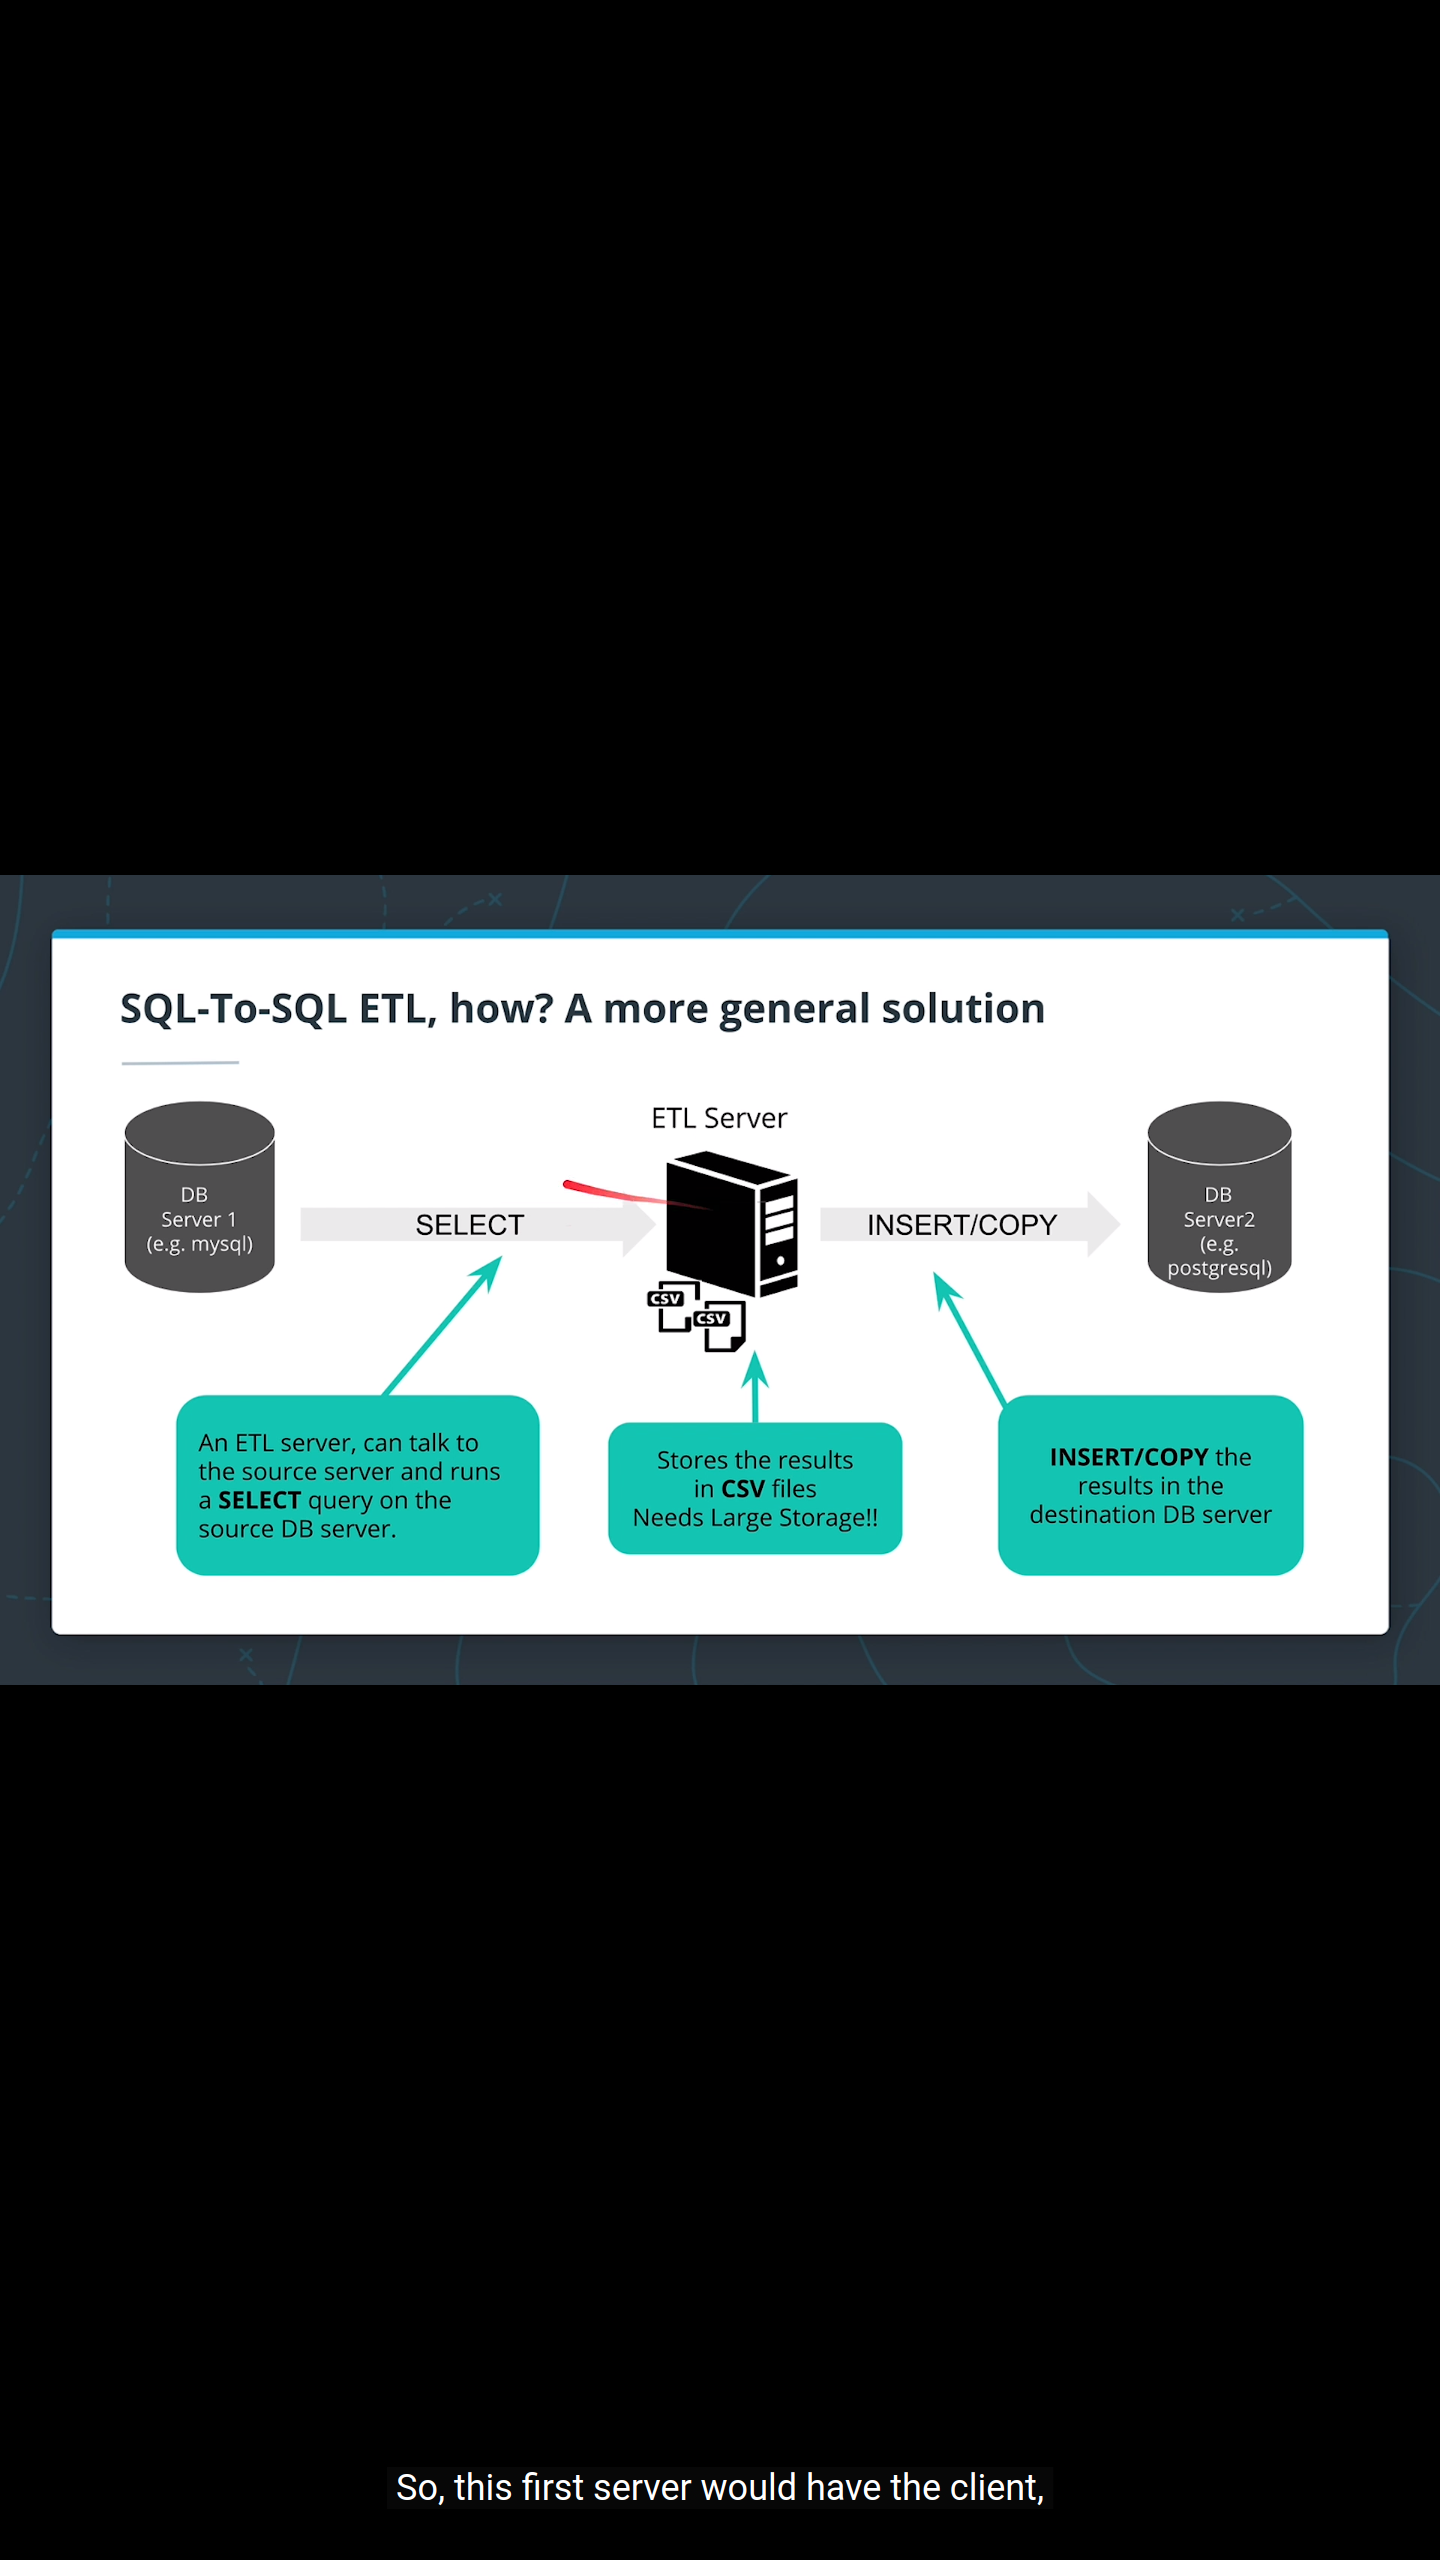 SQL-To-SQL ETL, how? A more general solution
ETL Server
DB
Server 1
(e.g. mysql)
SELECT
INSERT/COPY
DB
Server2
(e.g.
postgresql)
CSV
CSV
An ETL server, can talk to
the source server and runs
a SELECT query on the
source DB server.
Stores the results
in CSV files
Needs Large Storage!!
INSERT/COPY the
results in the
destination DB server
So, this first server would have the client,